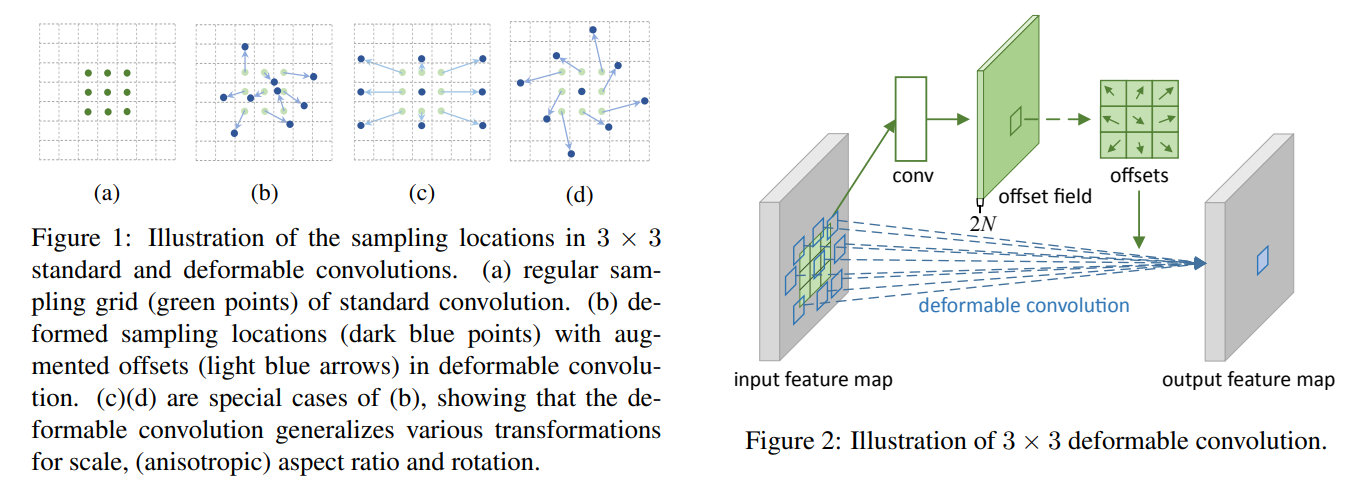 (a)
(b)
(c)
(d)
Figure 1: Illustration of the sampling locations in 3 × 3
standard and deformable convolutions. (a) regular sam-
pling grid (green points) of standard convolution. (b) de-
formed sampling locations (dark blue points) with aug-
mented offsets (light blue arrows) in deformable convolu-
tion. (c)(d) are special cases of (b), showing that the de-
formable convolution generalizes various transformations
for scale, (anisotropic) aspect ratio and rotation.
conv
offset field
offsets
2N
deformable convolution
input feature map
output feature map
Figure 2: Illustration of 3 × 3 deformable convolution.